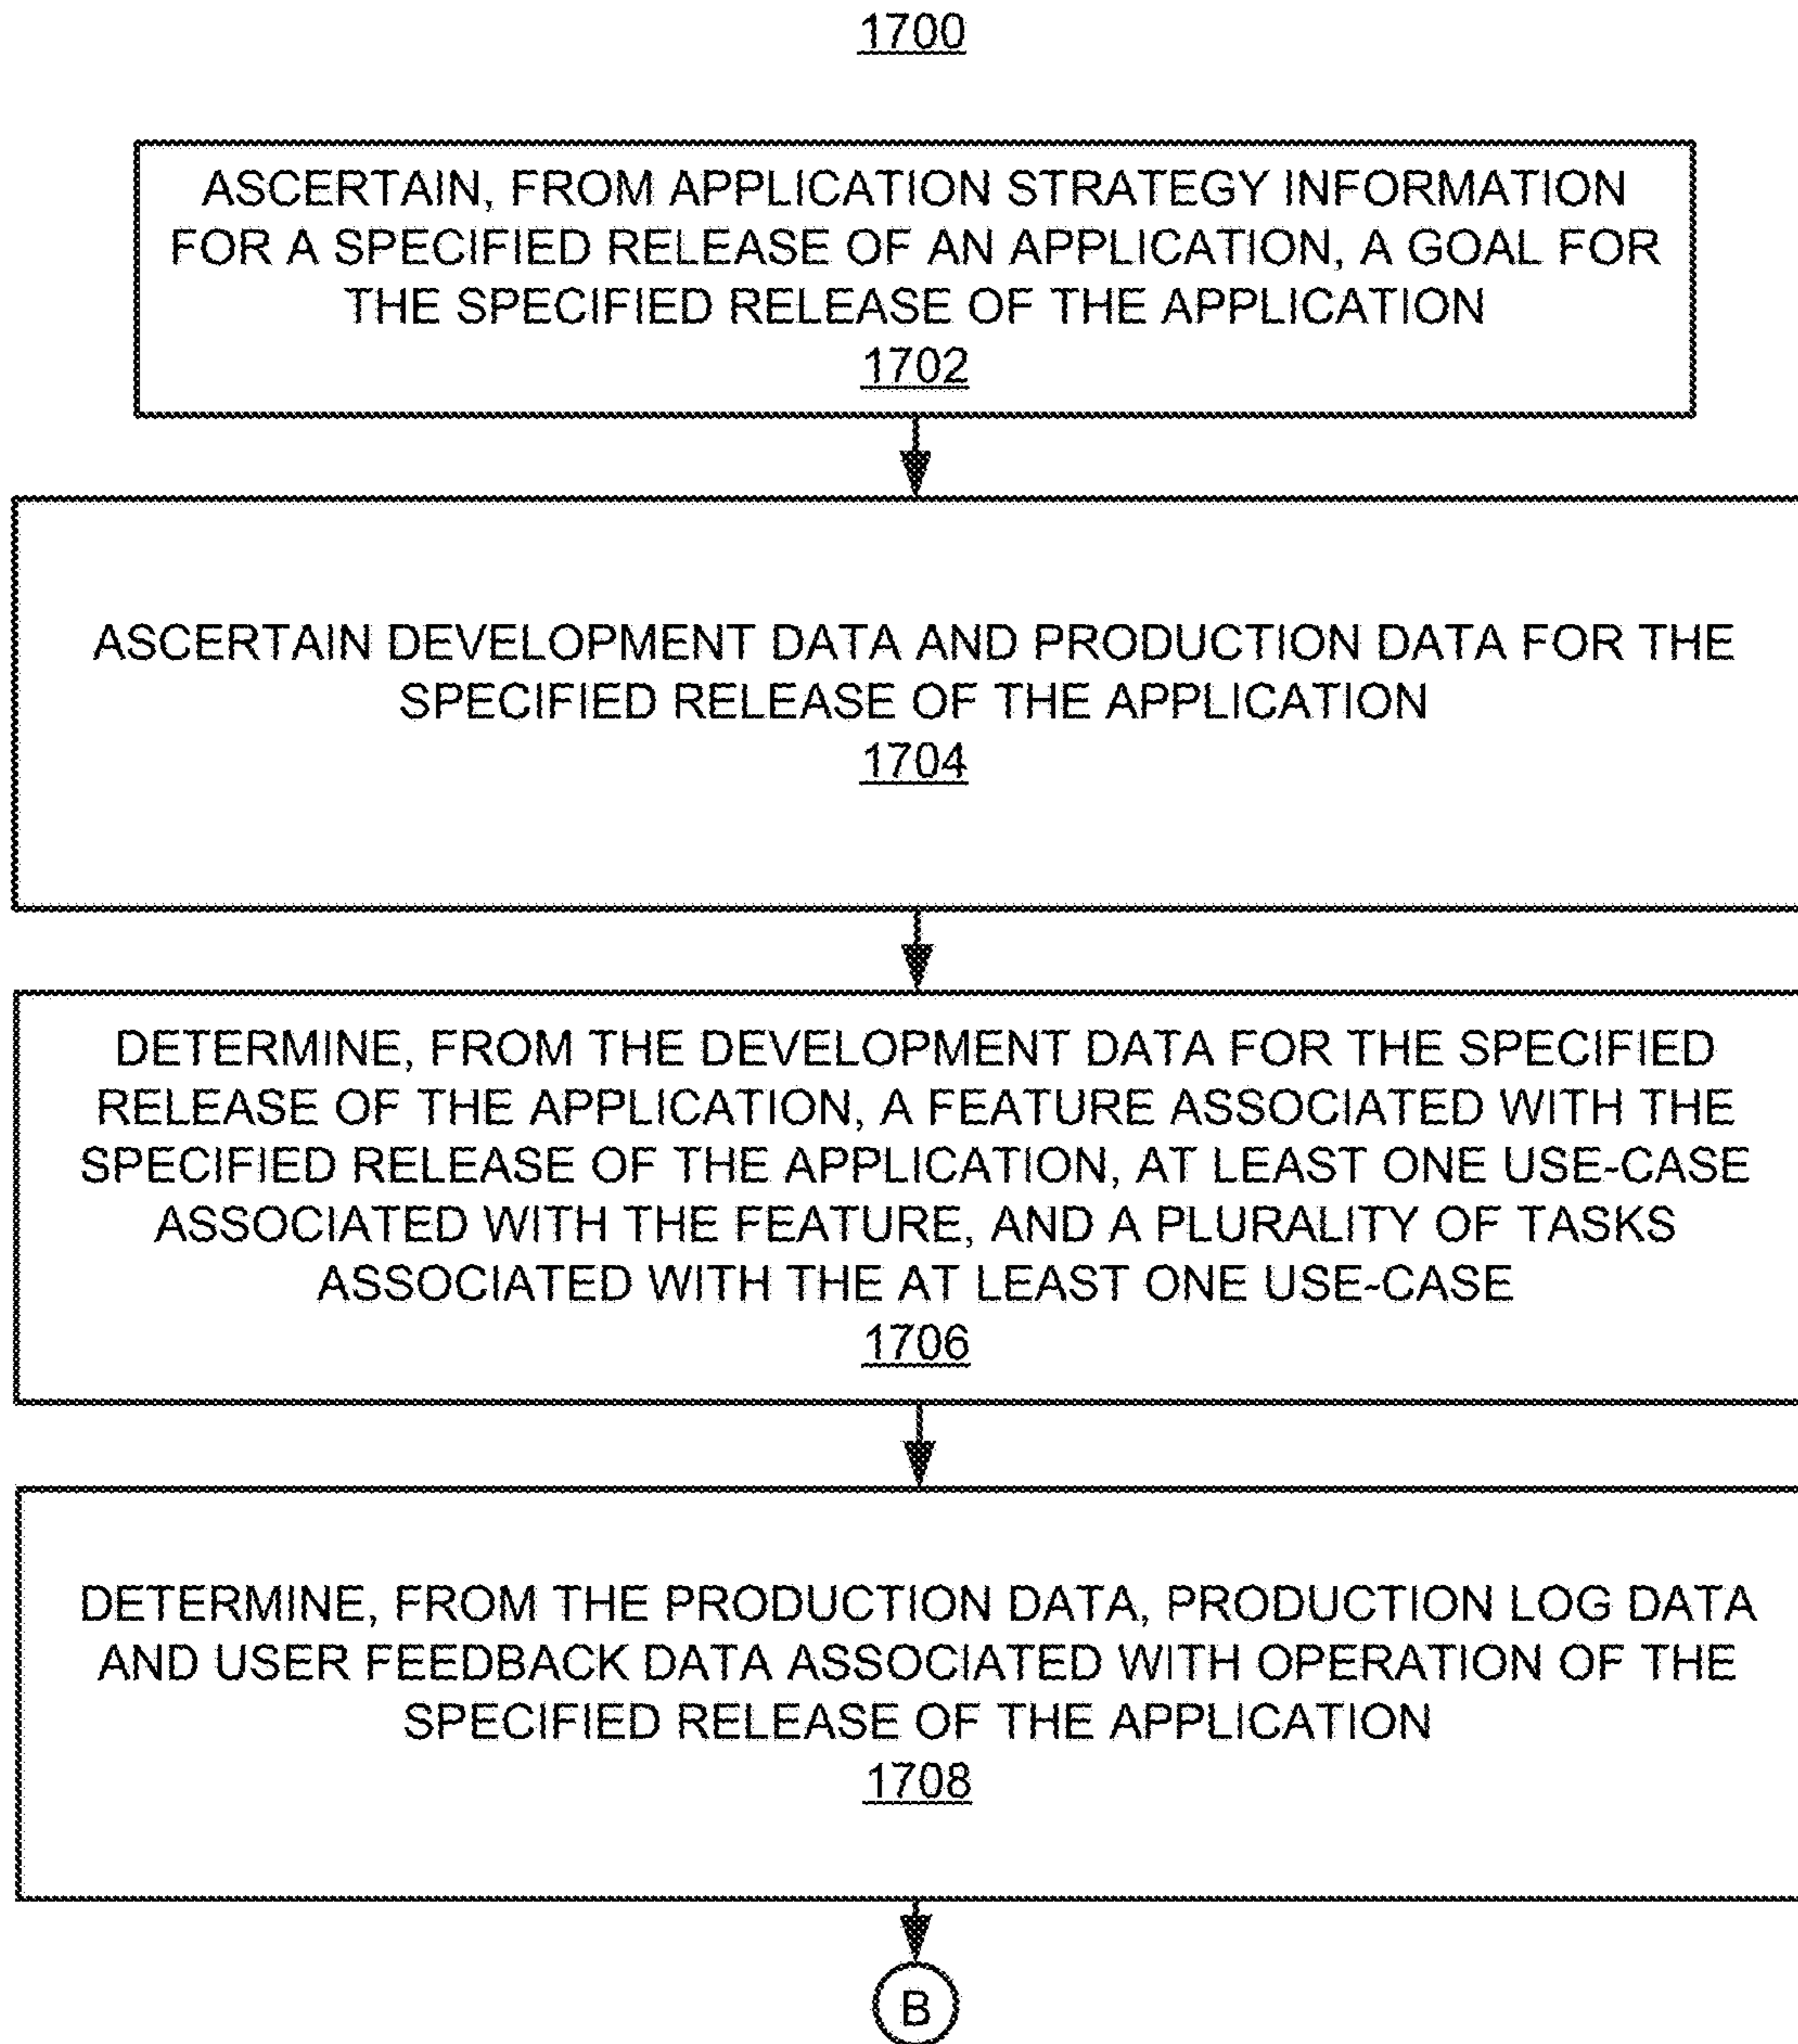 1700
ASCERTAIN, FROM APPLICATION STRATEGY INFORMATION
FOR A SPECIFIED RELEASE OF AN APPLICATION, A GOAL FOR
THE SPECIFIED RELEASE OF THE APPLICATION
1702
ASCERTAIN DEVELOPMENT DATA AND PRODUCTION DATA FOR THE
SPECIFIED RELEASE OF THE APPLICATION
1704
DETERMINE, FROM THE DEVELOPMENT DATA FOR THE SPECIFIED
RELEASE OF THE APPLICATION, A FEATURE ASSOCIATED WITH THE
SPECIFIED RELEASE OF THE APPLICATION, AT LEAST ONE USE-CASE
ASSOCIATED WITH THE FEATURE, AND A PLURALITY OF TASKS
ASSOCIATED WITH THE AT LEAST ONE USE-CASE
1706
DETERMINE, FROM THE PRODUCTION DATA, PRODUCTION LOG DATA
AND USER FEEDBACK DATA ASSOCIATED WITH OPERATION OF THE
SPECIFIED RELEASE OF THE APPLICATION
1708
B